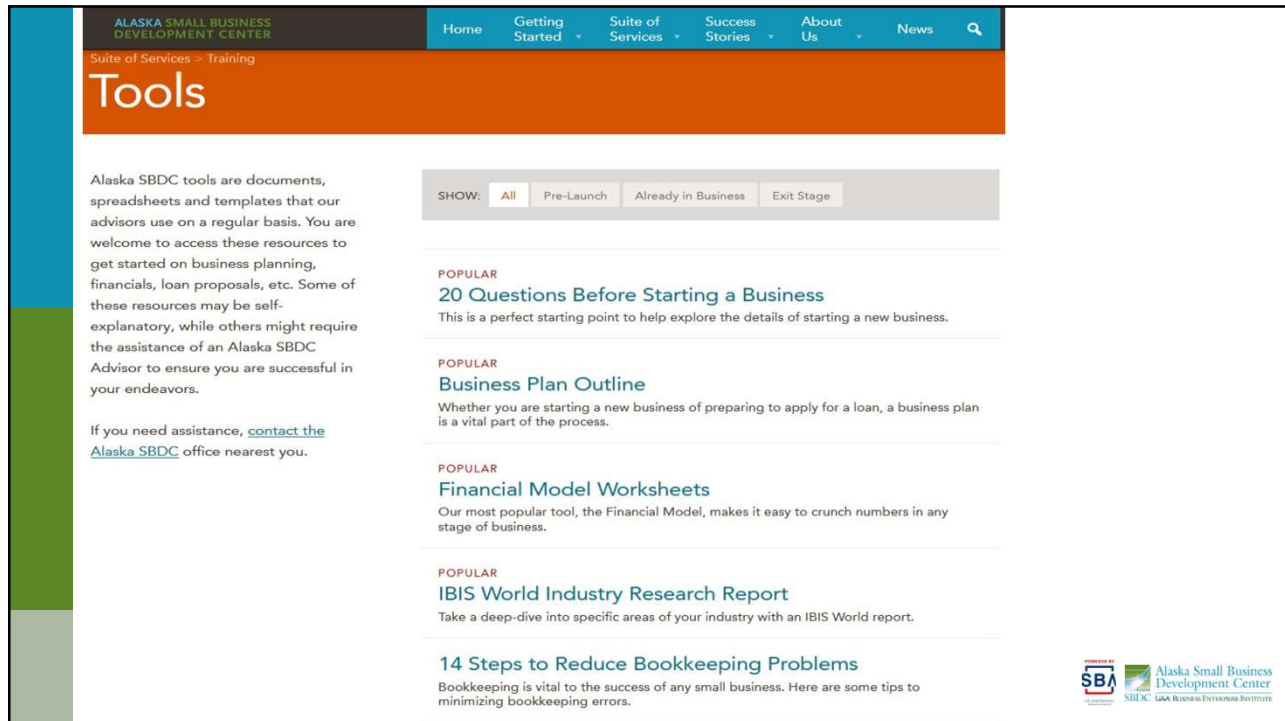 ALASKA SMALL BUSINESS
DEVELOPMENT CENTER
Home
Getting
Started
Suite of
Services
Success
Stories
About
Us
News
Suite of Services > Training
Tools
Alaska SBDC tools are documents,
spreadsheets and templates that our
advisors use on a regular basis. You are
welcome to access these resources to
get started on business planning,
financials, loan proposals, etc. Some of
these resources may be self-
explanatory, while others might require
the assistance of an Alaska SBDC
Advisor to ensure you are successful in
your endeavors.
If you need assistance, contact the
Alaska SBDC office nearest you.
SHOW: All Pre-Launch Already in Business Exit Stage
POPULAR
20 Questions Before Starting a Business
This is a perfect starting point to help explore the details of starting a new business.
POPULAR
Business Plan Outline
Whether you are starting a new business of preparing to apply for a loan, a business plan
is a vital part of the process.
POPULAR
Financial Model Worksheets
Our most popular tool, the Financial Model, makes it easy to crunch numbers in any
stage of business.
POPULAR
IBIS World Industry Research Report
Take a deep-dive into specific areas of your industry with an IBIS World report.
14 Steps to Reduce Bookkeeping Problems
Bookkeeping is vital to the success of any small business. Here are some tips to
minimizing bookkeeping errors.
POWERED BY
SBA
Alaska Small Business
Development Center
SBDC UAA Business Enterprise Institute